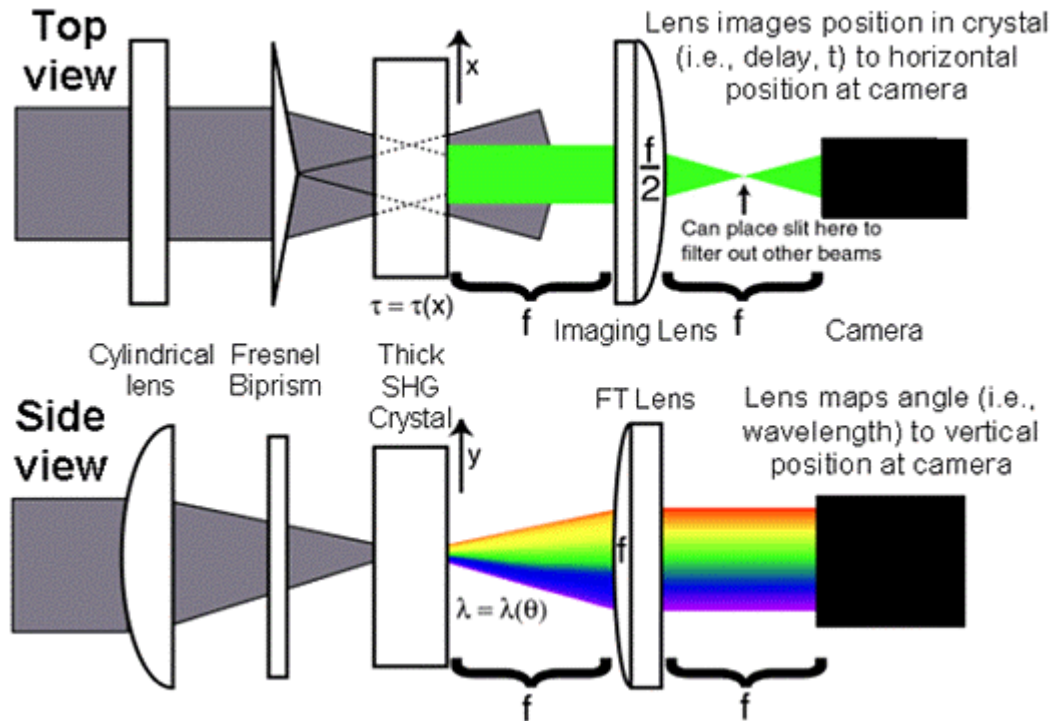 Top
view
x
Lens images position in crystal
(i.e., delay, t) to horizontal
position at camera
f
2
Can place slit here to
filter out other beams
τ = τ(x)
f
f
Imaging Lens
Camera
Cylindrical
lens
Fresnel
Biprism
Thick
SHG
Crystal
FT Lens
Lens maps angle (i.e.,
wavelength) to vertical
position at camera
Side
view
y
f
λ = λ(θ)
f
f